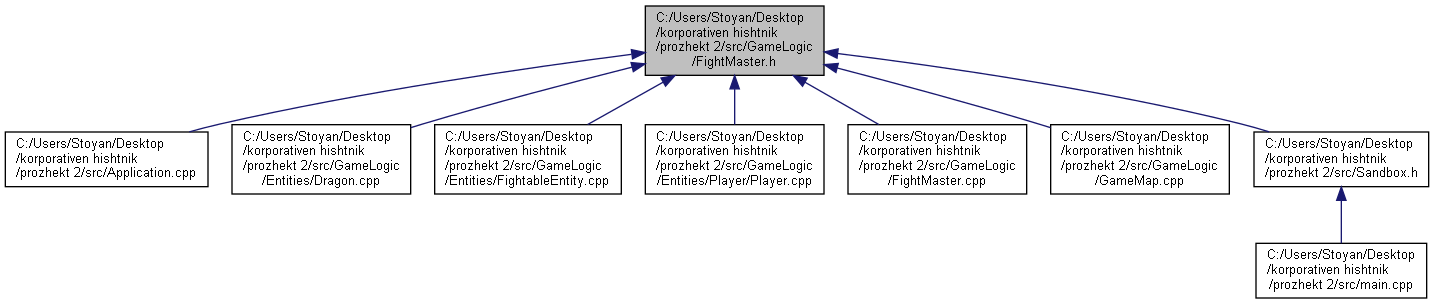 C:/Users/Stoyan/Desktop
/korporativen hishtnik
/prozhekt 2/src/GameLogic
/FightMaster.h
C:/Users/Stoyan/Desktop
/korporativen hishtnik
/prozhekt 2/src/Application.cpp
C:/Users/Stoyan/Desktop
/korporativen hishtnik
/prozhekt 2/src/GameLogic
/Entities/Dragon.cpp
C:/Users/Stoyan/Desktop
/korporativen hishtnik
/prozhekt 2/src/GameLogic
/Entities/FightableEntity.cpp
C:/Users/Stoyan/Desktop
/korporativen hishtnik
/prozhekt 2/src/GameLogic
/Entities/Player/Player.cpp
C:/Users/Stoyan/Desktop
/korporativen hishtnik
/prozhekt 2/src/GameLogic
/FightMaster.cpp
C:/Users/Stoyan/Desktop
/korporativen hishtnik
/prozhekt 2/src/GameLogic
/GameMap.cpp
C:/Users/Stoyan/Desktop
/korporativen hishtnik
/prozhekt 2/src/Sandbox.h
C:/Users/Stoyan/Desktop
/korporativen hishtnik
/prozhekt 2/src/main.cpp